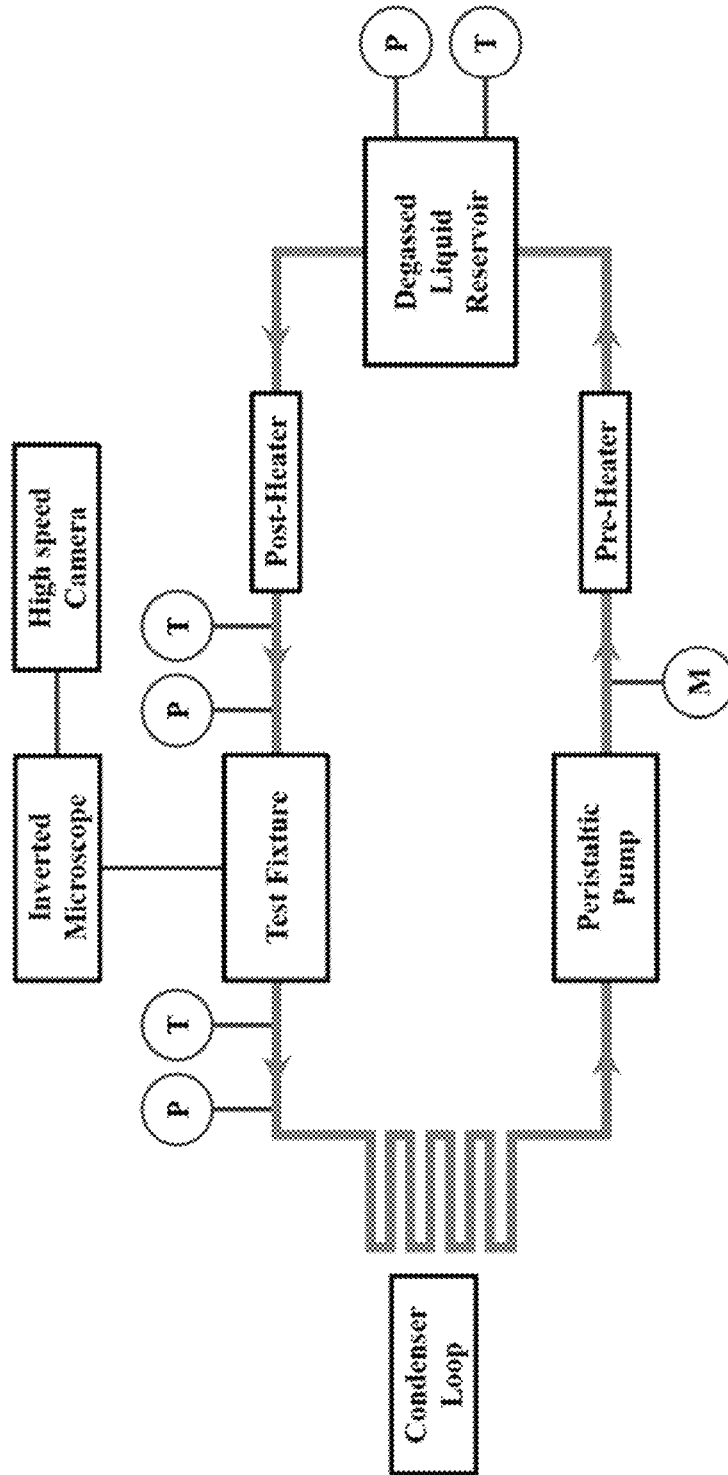 High speed
Camera
Inverted
Microscope
P
T
P
T
Post-Heater
Test Fixture
Degassed
Liquid
Reservoir
P
T
Condenser
Loop
Peristaltic
Pump
Pre-Heater
M